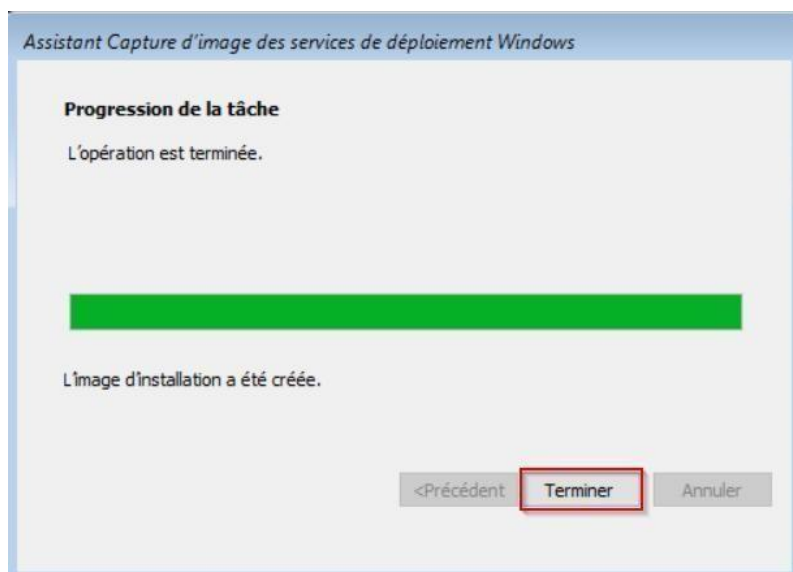 Assistant Capture d'image des services de déploiement Windows
Progression de la tâche
L'opération est terminée.
L'image d'installation a été créée.
<Précédent Terminer Annuler